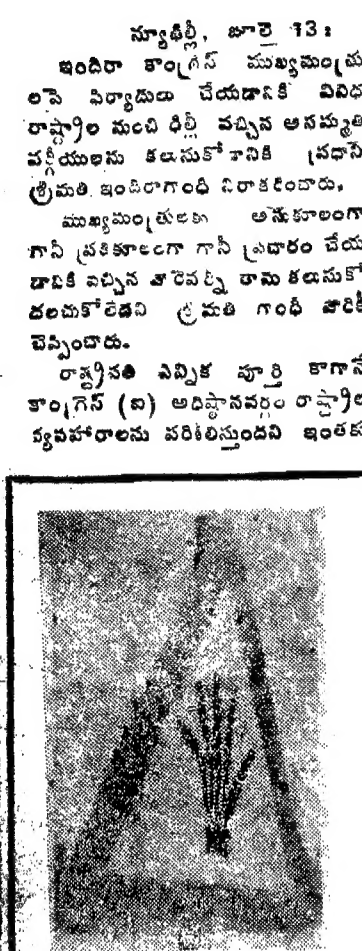 న్యూఢిల్లీ, జూలై 13:
ఇందిరా కాంగ్రెస్ ముఖ్యమంత్రు
లపై ఫిర్యాదులు చేయడానికి వివిధ
రాష్ట్రాల నుంచి ఢిల్లీ వచ్చిన అసమ్మతి
వర్గీయులను కలుసుకో డానికి ప్రధాని
శ్రీమతి ఇందిరాగాంధీ నిరాకరించారు.
ముఖ్యమంత్రులకు అనుకూలంగా
గానీ ప్రతికూలంగా గానీ ప్రచారం చేయ
డానికి వచ్చిన వారెవర్నీ తాము కలుసుకో
దలచుకోలేదని శ్రీమతి గాంధీ వారికి
చెప్పించారు.
రాష్ట్రపతి ఎన్నిక పూర్తి కాగానే
కాంగ్రెస్ (ఐ) అధిష్ఠానవర్గం రాష్ట్రాల
వ్యవహారాలను పరిశీలిస్తుందని ఇంతకు